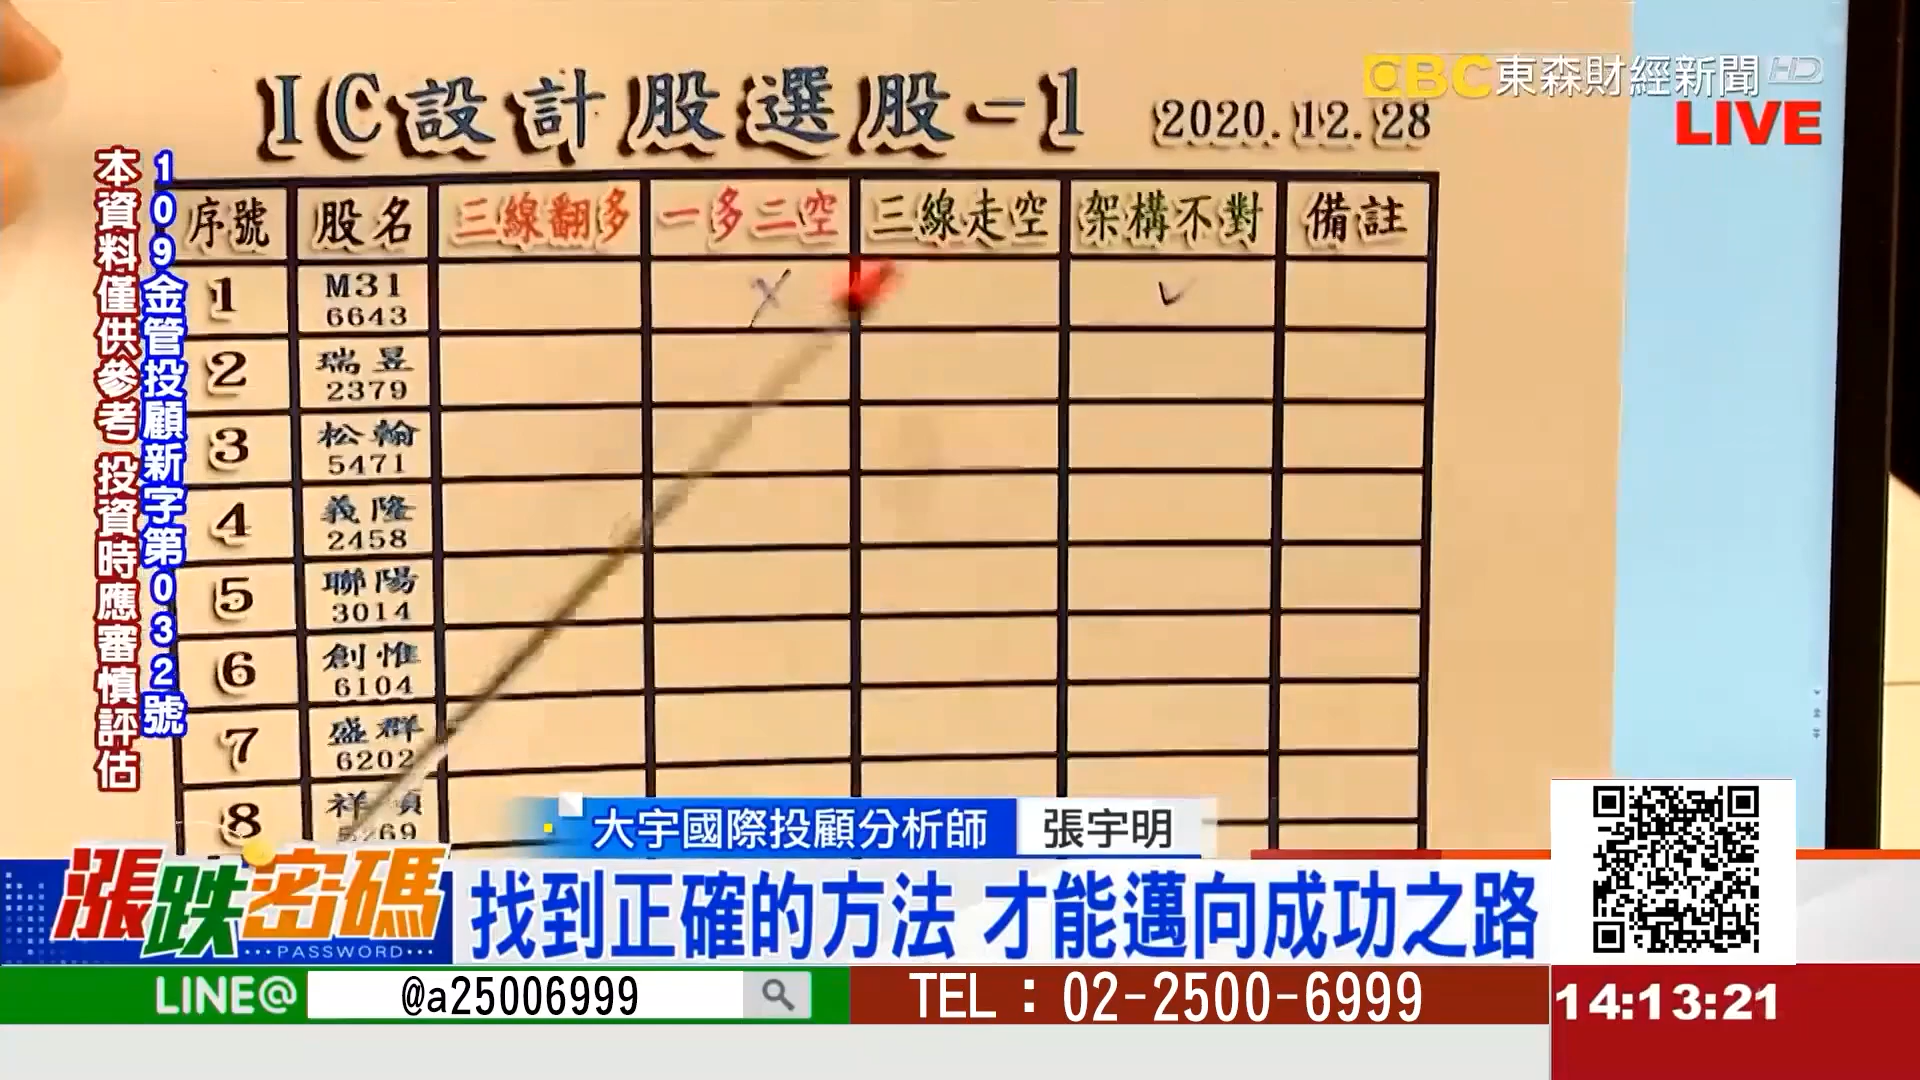 IC設計股選股-1
2020.12.28
EBC東森財經新聞HD
LIVE
109金管投顧新字第032號
本資料僅供參考 投資時應審慎評估
序號 股名 三線翻多 一多二空 三線走空 架構不對 備註
1 M31 X ✓
6643
2 瑞昱
2379
3 松翰
5471
4 義隆
2458
5 聯陽
3014
6 創惟
6104
7 盛群
6202
8 祥碩
69
大宇國際投顧分析師 張宇明
漲跌密碼
PASSWORD
找到正確的方法 才能邁向成功之路
LINE@ @a25006999 TEL：02-2500-6999
14:13:21